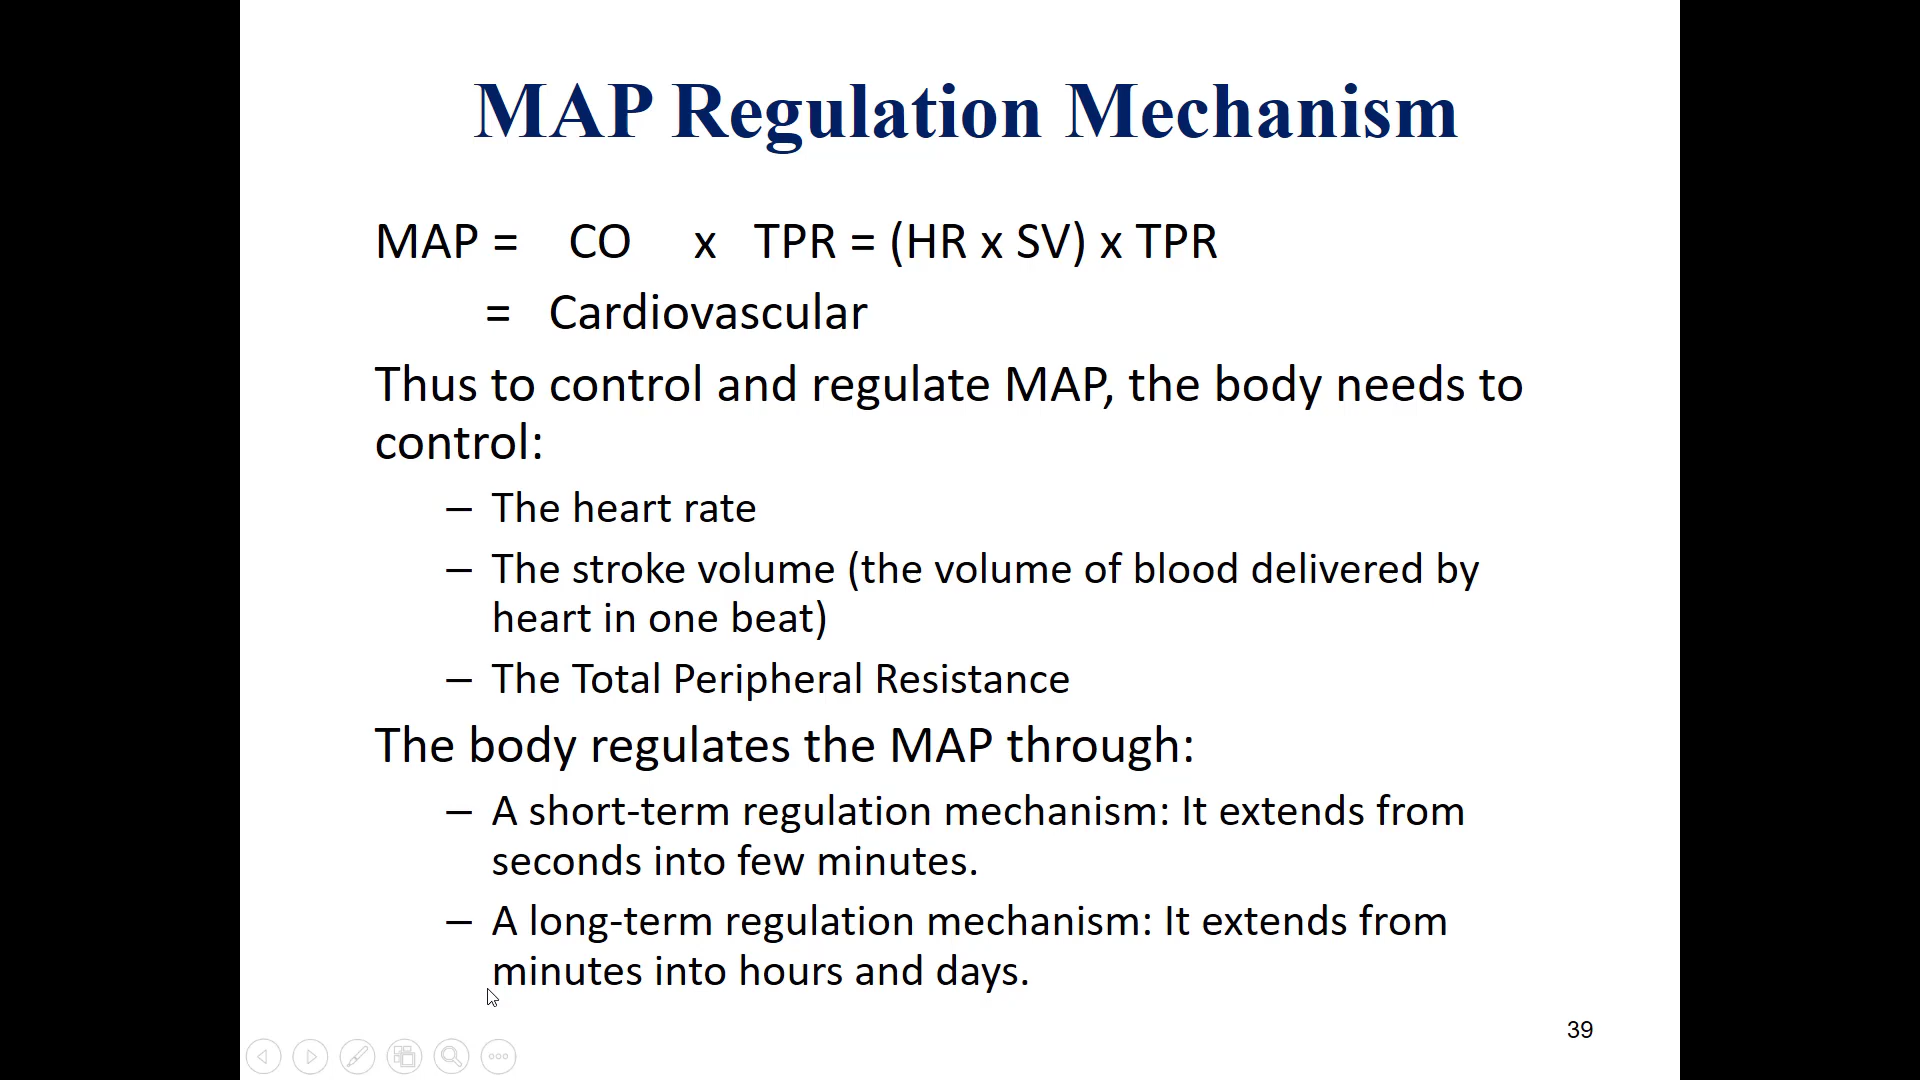 MAP Regulation Mechanism
MAP = CO x TPR = (HR x SV) x TPR
= Cardiovascular
Thus to control and regulate MAP, the body needs to
control:
– The heart rate
– The stroke volume (the volume of blood delivered by
heart in one beat)
– The Total Peripheral Resistance
The body regulates the MAP through:
– A short-term regulation mechanism: It extends from
seconds into few minutes.
– A long-term regulation mechanism: It extends from
minutes into hours and days.
39